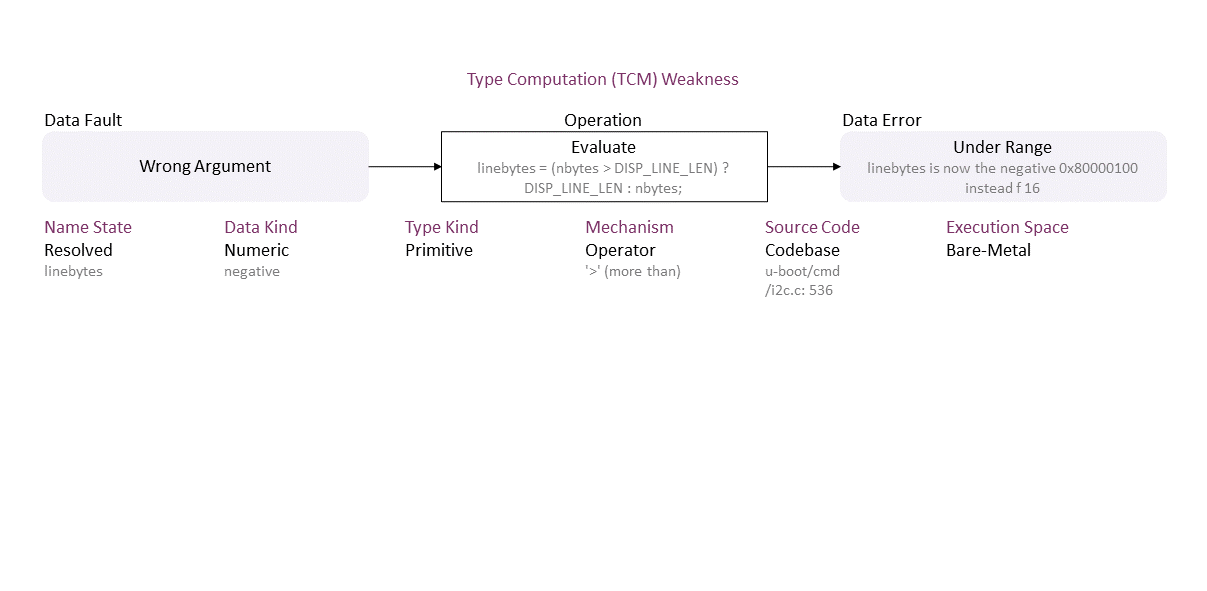 Type Computation (TCM) Weakness
Data Fault
Operation
Data Error
Wrong Argument
Evaluate
linebytes = (nbytes > DISP_LINE_LEN) ?
DISP_LINE_LEN : nbytes;
Under Range
linebytes is now the negative 0x80000100
instead f 16
Name State
Resolved
linebytes
Data Kind
Numeric
negative
Type Kind
Primitive
Mechanism
Operator
'>' (more than)
Source Code
Codebase
u-boot/cmd
/i2c.c: 536
Execution Space
Bare-Metal